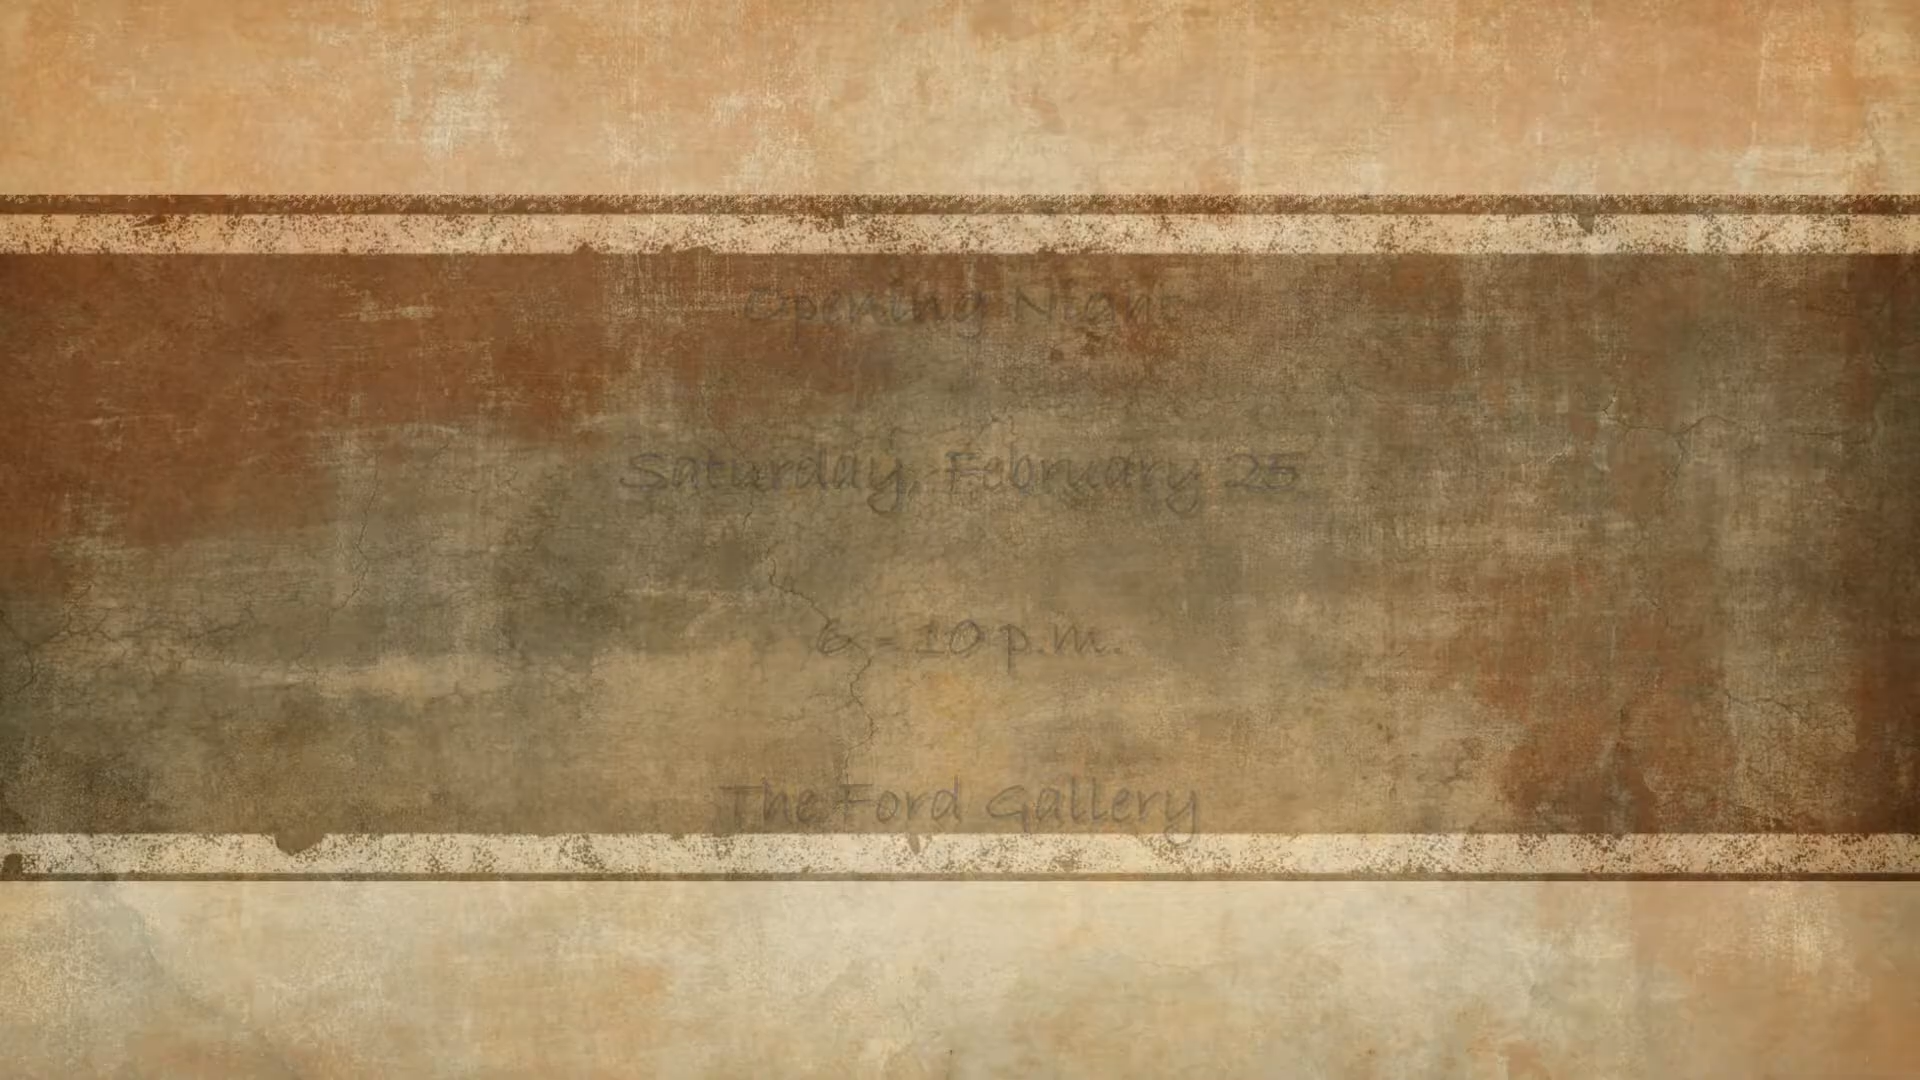 Opening Night
Saturday, February 25
6 - 10 p.m.
The Ford Gallery